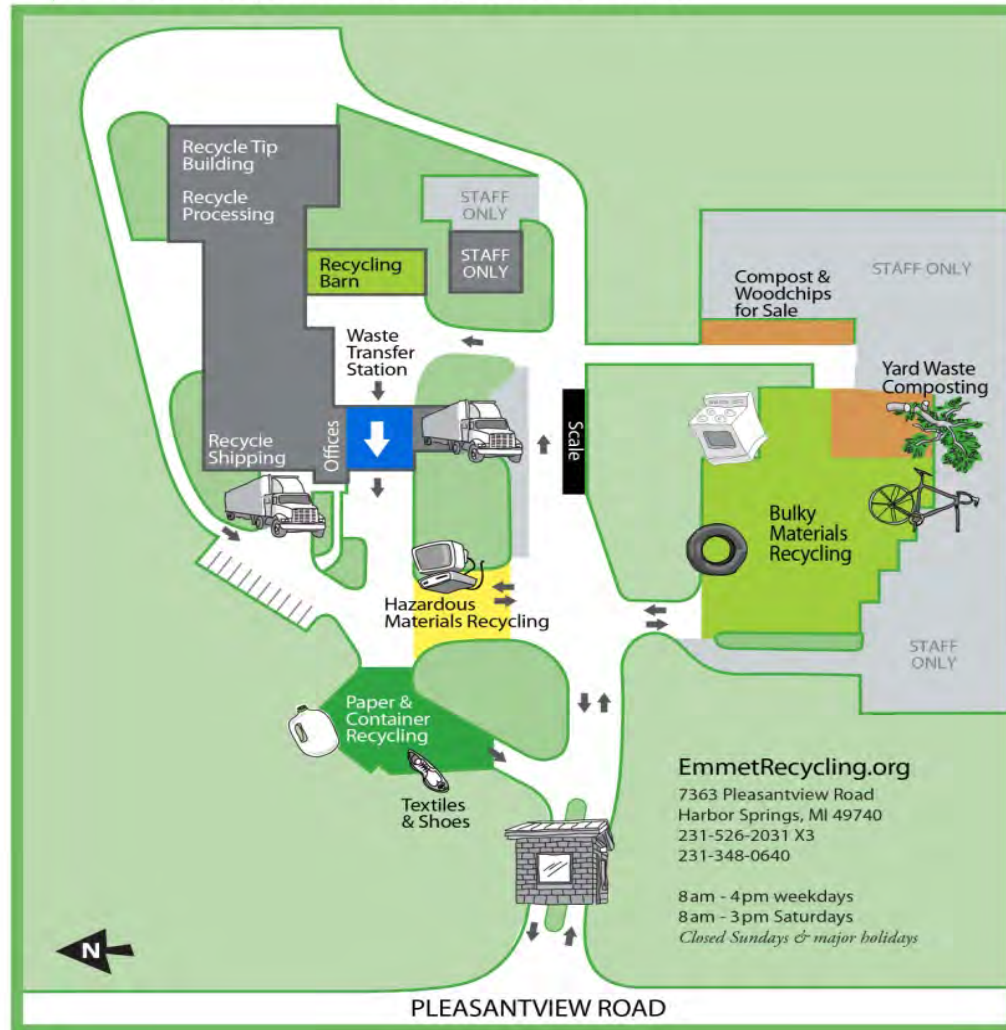 Recycle Tip
Building
Recycle
Processing
STAFF
ONLY
STAFF
ONLY
Recycling
Barn
STAFF ONLY
Compost &
Woodchips
for Sale
Waste
Transfer
Station
Yard Waste
Composting
Recycle
Shipping
Offices
Scale
Bulky
Materials
Recycling
Hazardous
Materials Recycling
STAFF
ONLY
Paper &
Container
Recycling
Textiles
& Shoes
EmmetRecycling.org
7363 Pleasantview Road
Harbor Springs, MI 49740
231-526-2031 X3
231-348-0640
8am - 4pm weekdays
8am - 3pm Saturdays
Closed Sundays & major holidays
N
PLEASANTVIEW ROAD